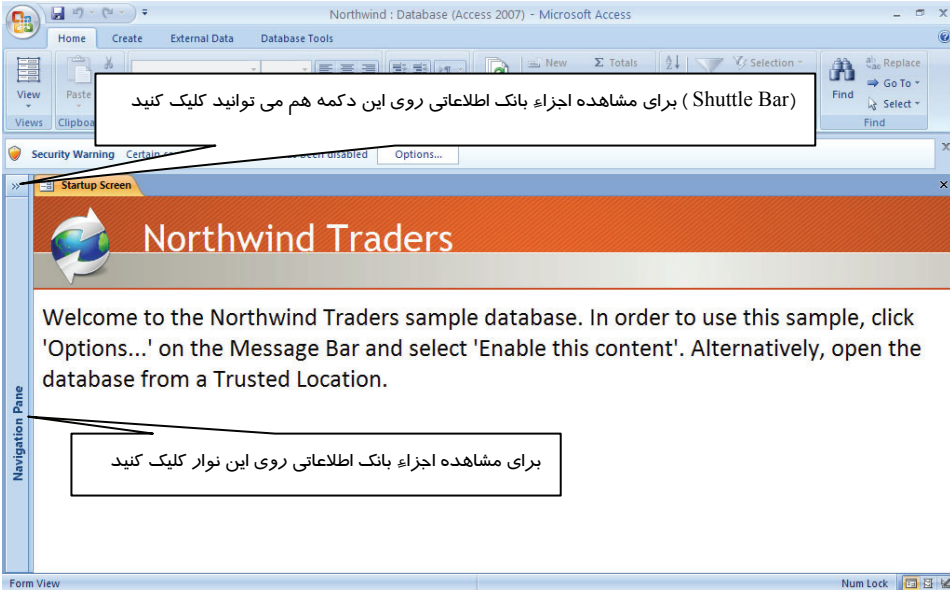 Northwind : Database (Access 2007) - Microsoft Access
Home Create External Data Database Tools
New Σ Totals Selection Replace
View Paste Find Go To
Select
Views Find
برای مشاهده اجزاءِ بانک اطلاعاتی روی این دکمه هم می توانید کلیک کنید ( Shuttle Bar)
Security Warning Certain been disabled Options...
» Startup Screen
Northwind Traders
Welcome to the Northwind Traders sample database. In order to use this sample, click
'Options...' on the Message Bar and select 'Enable this content'. Alternatively, open the
database from a Trusted Location.
Navigation Pane
برای مشاهده اجزاءِ بانک اطلاعاتی روی این نوار کلیک کنید
Form View Num Lock